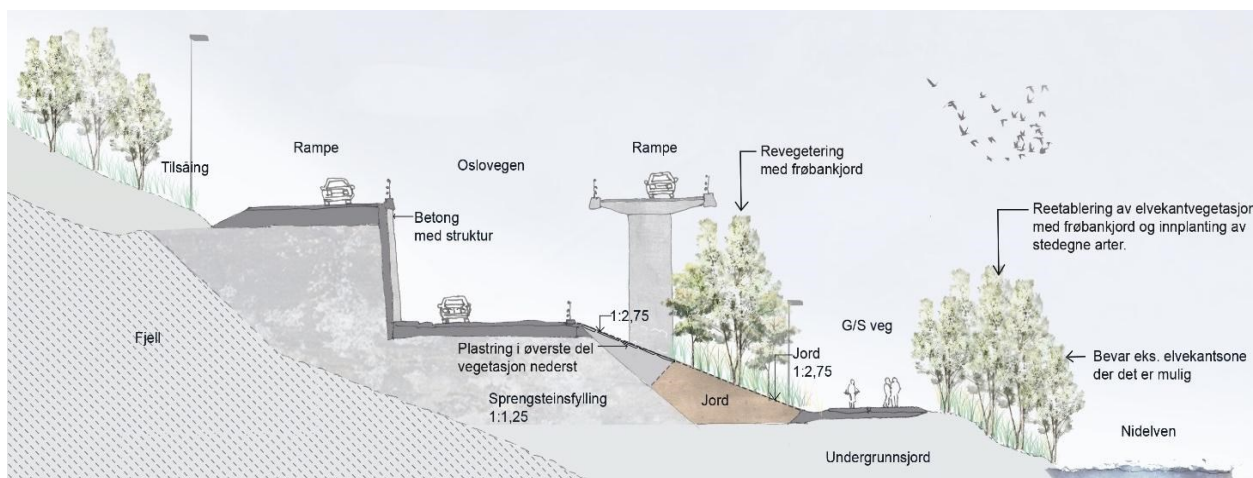 Tilsåing
Rampe
Oslovegen
Rampe
Revegetering
med frøbankjord
Betong
med struktur
Reetablering av elvekantvegetasjon
med frøbankjord og innplanting av
stedegne arter.
Fjell
1:2,75
Plastring i øverste del
vegetasjon nederst
Sprengsteinsfylling
1:1,25
Jord
Jord
1:2,75
G/S veg
Bevar eks. elvekantsone
der det er mulig
Undergrunnsjord
Nidelven